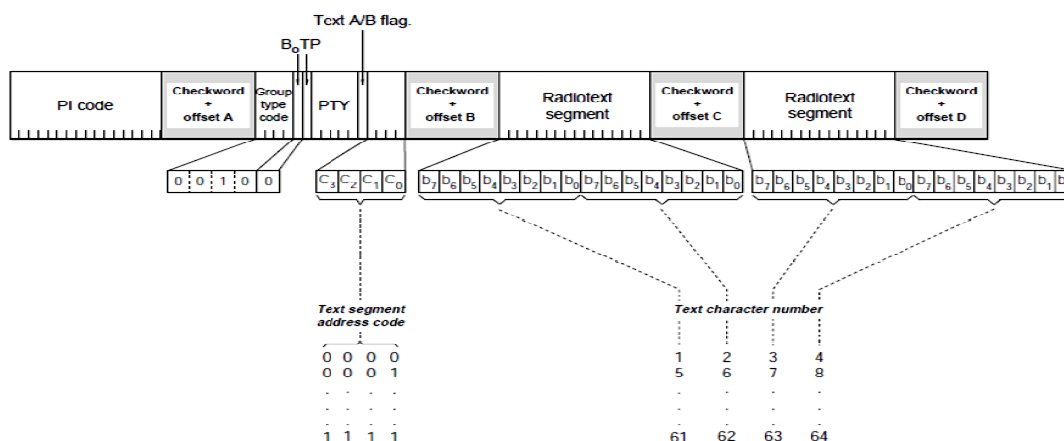 Text A/B flag.
B₀ TP
PI code
Checkword + offset A
Group type code
PTY
Checkword + offset B
Radiotext segment
Checkword + offset C
Radiotext segment
Checkword + offset D
0 0 1 0 0
C₃ C₂ C₁ C₀
b₇ b₆ b₅ b₄ b₃ b₂ b₁ b₀ b₇ b₆ b₅ b₄ b₃ b₂ b₁ b₀
b₇ b₆ b₅ b₄ b₃ b₂ b₁ b₀ b₇ b₆ b₅ b₄ b₃ b₂ b₁ b
Text segment address code
Text character number
0 0 0 0 1 2 3 4
0 0 0 1 5 6 7 8
. . . . . . . .
. . . . . . . .
1 1 1 1 61 62 63 64